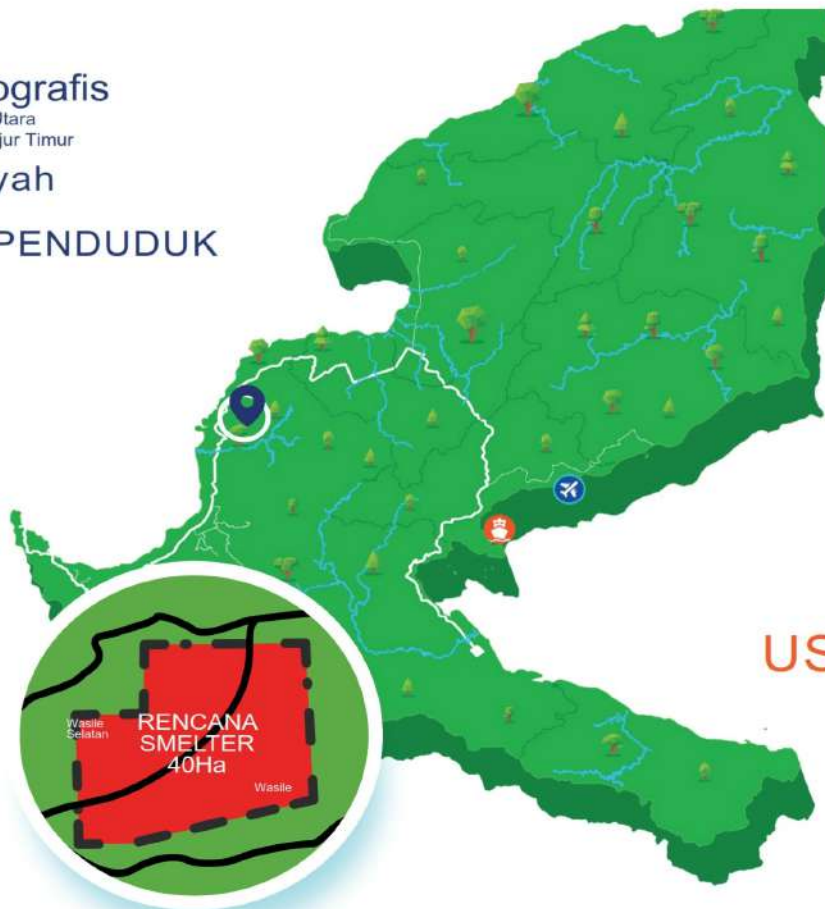 ografis
Utara
jur Timur
yah
PENDUDUK
US
Wasile
Selatan
RENCANA
SMELTER
40Ha
Wasile